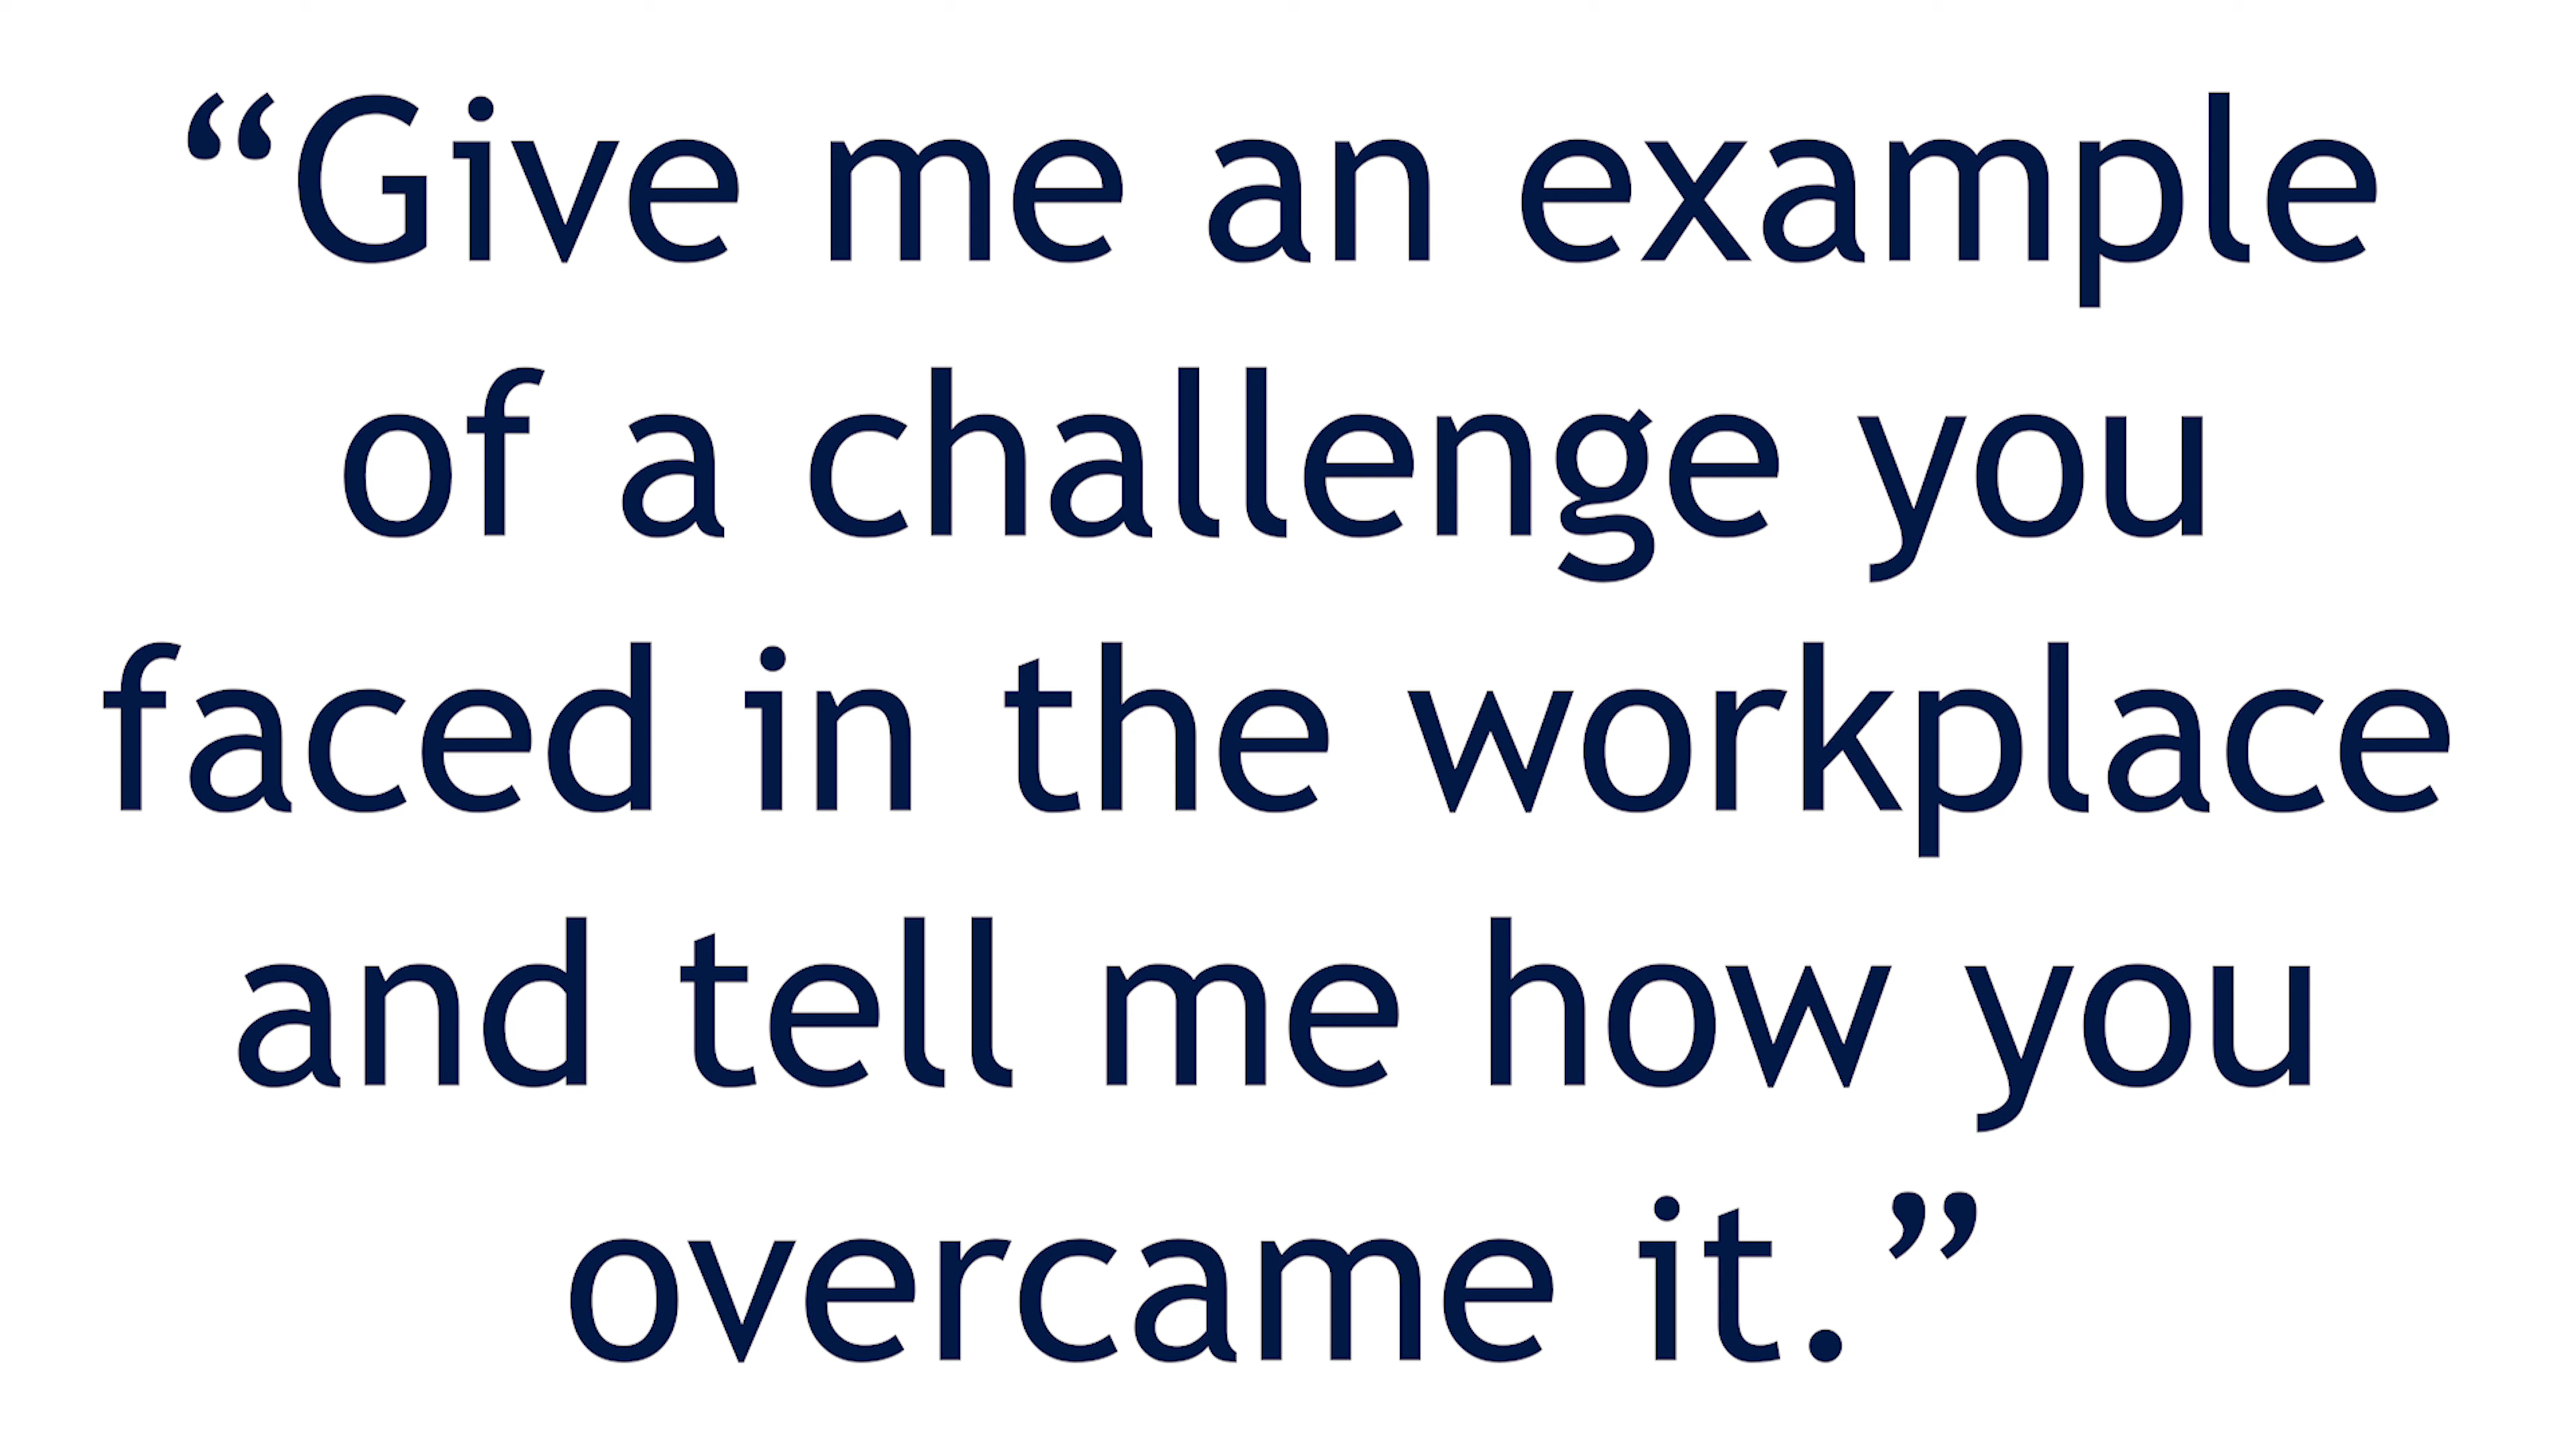 “Give me an example
of a challenge you
faced in the workplace
and tell me how you
overcame it.”